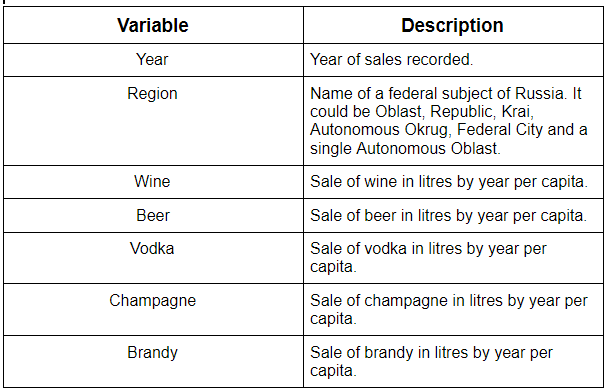 Variable Description
Year Year of sales recorded.
Region Name of a federal subject of Russia. It
could be Oblast, Republic, Krai,
Autonomous Okrug, Federal City and a
single Autonomous Oblast.
Wine Sale of wine in litres by year per capita.
Beer Sale of beer in litres by year per capita.
Vodka Sale of vodka in litres by year per
capita.
Champagne Sale of champagne in litres by year per
capita.
Brandy Sale of brandy in litres by year per
capita.